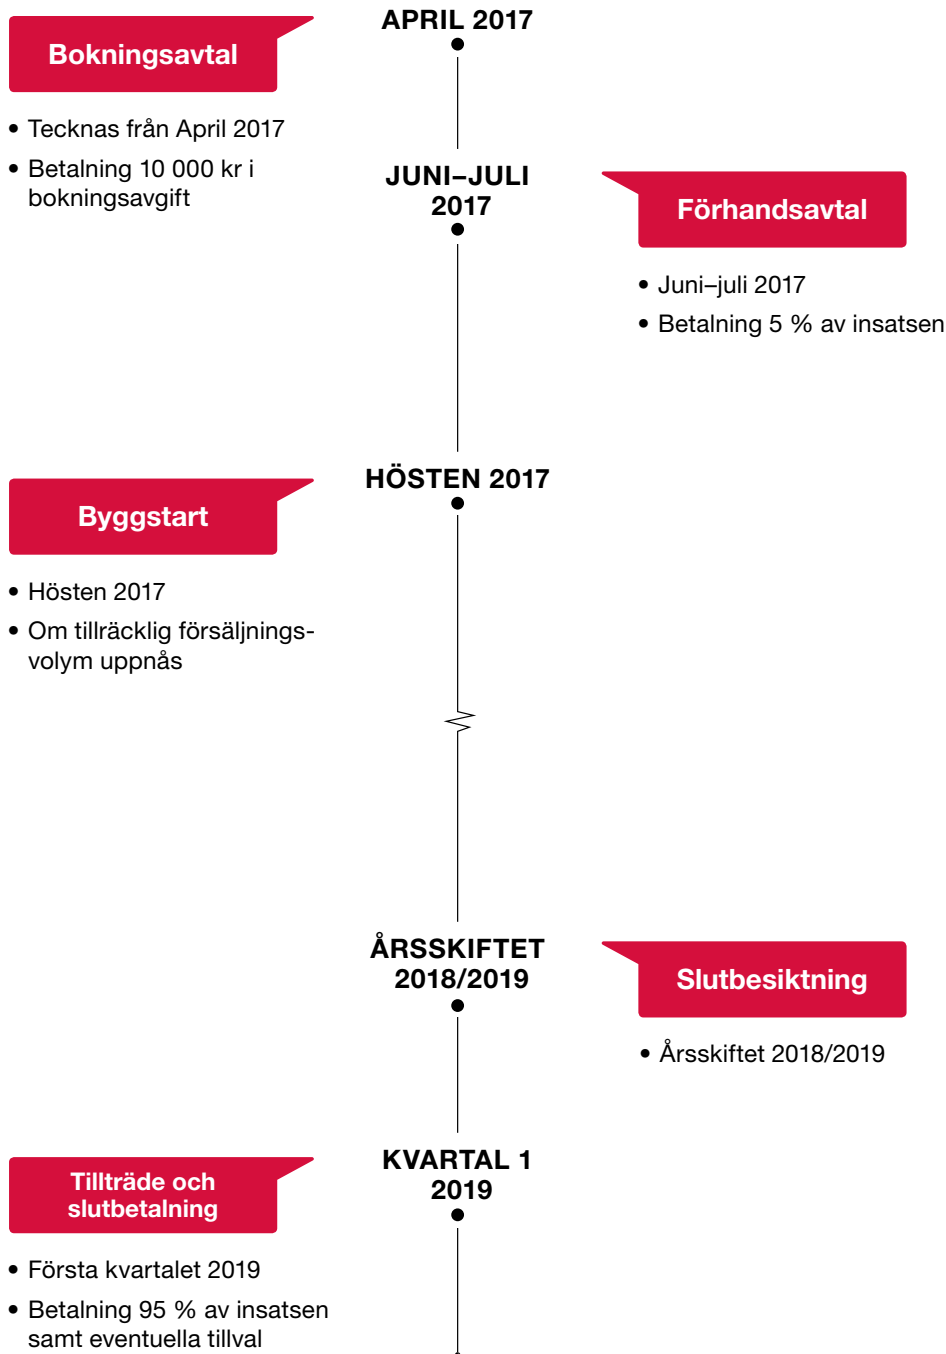 APRIL 2017
Bokningsavtal
• Tecknas från April 2017
• Betalning 10 000 kr i
bokningsavgift
JUNI–JULI
2017
Förhandsavtal
• Juni–juli 2017
• Betalning 5 % av insatsen
HÖSTEN 2017
Byggstart
• Hösten 2017
• Om tillräcklig försäljnings-
volym uppnås
ÅRSSKIFTET
2018/2019
Slutbesiktning
• Årsskiftet 2018/2019
KVARTAL 1
2019
Tillträde och
slutbetalning
• Första kvartalet 2019
• Betalning 95 % av insatsen
samt eventuella tillval